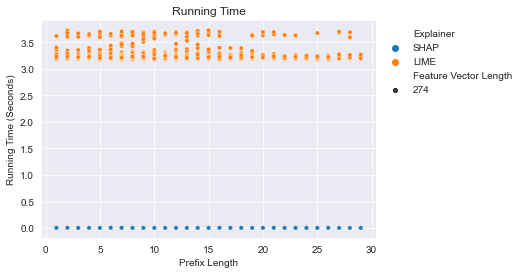 Running Time
Explainer
SHAP
LIME
Feature Vector Length
274
Running Time (Seconds)
3.5
3.0
2.5
2.0
1.5
1.0
0.5
0.0
0 5 10 15 20 25 30
Prefix Length